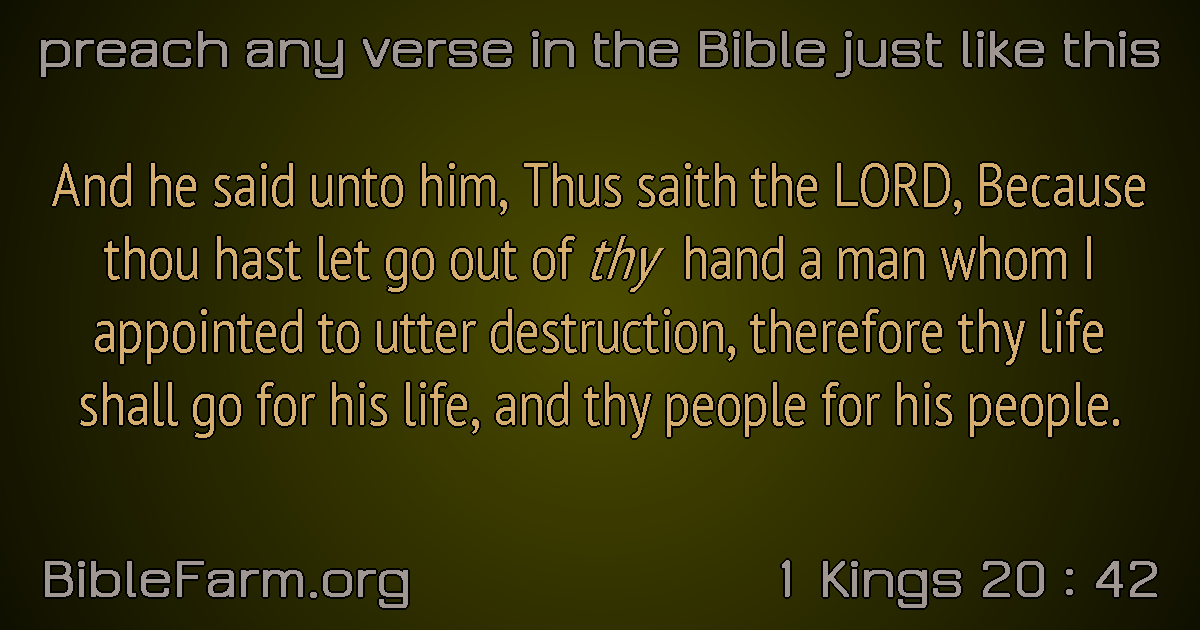 preach any verse in the Bible just like this
And he said unto him, Thus saith the LORD, Because
thou hast let go out of thy hand a man whom I
appointed to utter destruction, therefore thy life
shall go for his life, and thy people for his people.
BibleFarm.org
1 Kings 20 : 42